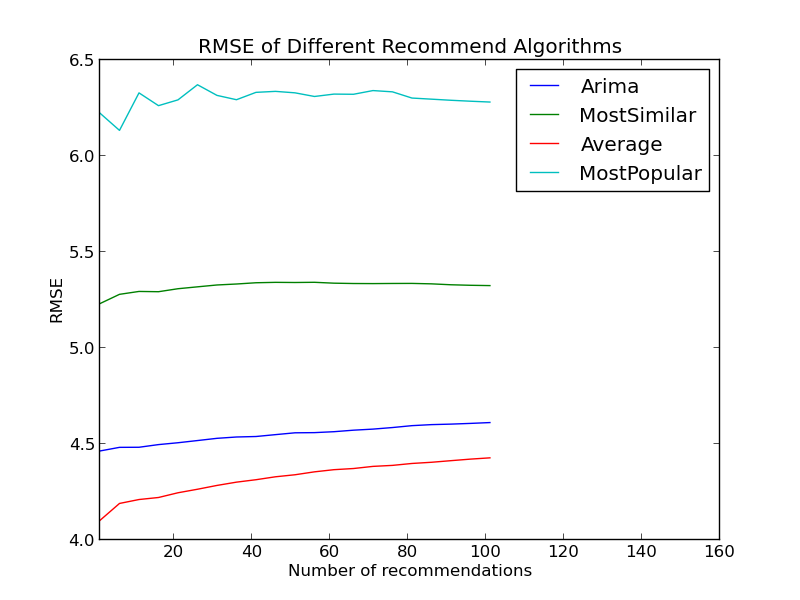 RMSE of Different Recommend Algorithms
6.5
6.0
5.5
5.0
4.5
4.0
RMSE
Arima
MostSimilar
Average
MostPopular
20 40 60 80 100 120 140 160
Number of recommendations